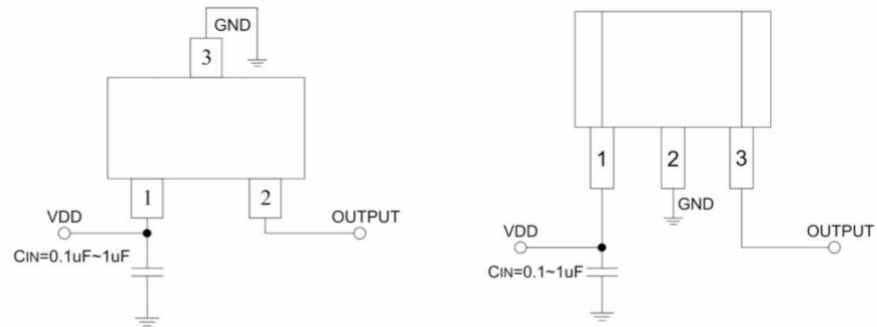 GND
3
1
2
VDD
OUTPUT
CIN=0.1uF~1uF
1
2
3
GND
VDD
OUTPUT
CIN=0.1~1uF